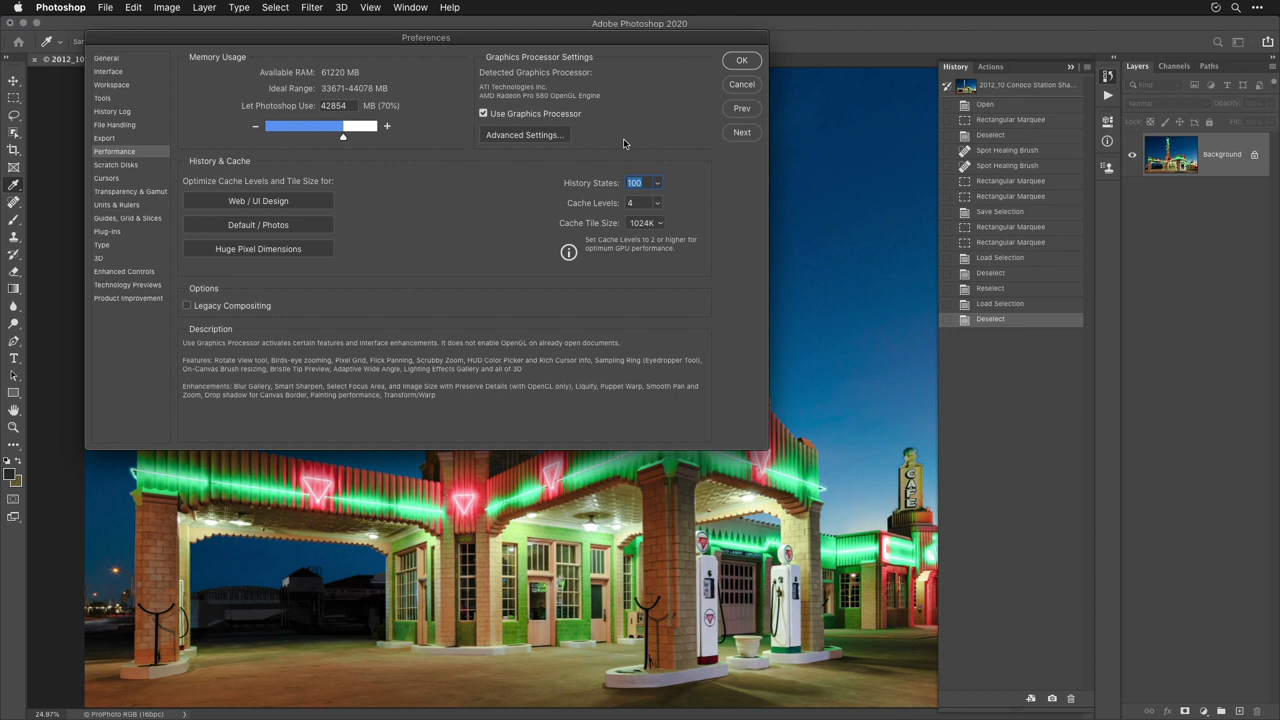 Photoshop File Edit Image Layer Type Select Filter 3D View Window Help
Adobe Photoshop 2020
Preferences
General
Interface
Workspace
Tools
History Log
File Handling
Export
Performance
Scratch Disks
Cursors
Transparency & Gamut
Units & Rulers
Guides, Grid & Slices
Plug-Ins
Type
3D
Enhanced Controls
Technology Previews
Product Improvement
Memory Usage
Available RAM: 61220 MB
Ideal Range: 33671-44078 MB
Let Photoshop Use: 42854 MB (70%)
Graphics Processor Settings
Detected Graphics Processor:
ATI Technologies Inc.
AMD Radeon Pro 580 OpenGL Engine
Use Graphics Processor
Advanced Settings...
OK
Cancel
Prev
Next
History & Cache
Optimize Cache Levels and Tile Size for:
Web / UI Design
Default / Photos
Huge Pixel Dimensions
History States: 100
Cache Levels: 4
Cache Tile Size: 1024K
Set Cache Levels to 2 or higher for
optimum GPU performance.
Options
Legacy Compositing
Description
Use Graphics Processor activates certain features and interface enhancements. It does not enable OpenGL on already open documents.
Features: Rotate View tool, Birds-eye zooming, Pixel Grid, Flick Panning, Scrubby Zoom, HUD Color Picker and Rich Cursor info, Sampling Ring (Eyedropper Tool),
On-Canvas Brush resizing, Bristle Tip Preview, Adaptive Wide Angle, Lighting Effects Gallery and all of 3D
Enhancements: Blur Gallery, Smart Sharpen, Select Focus Area, and Image Size with Preserve Details (with OpenCL only), Liquify, Puppet Warp, Smooth Pan and
Zoom, Drop shadow for Canvas Border, Painting performance, Transform/Warp
History Actions
2012_10 Conoco Station Sha...
Open
Rectangular Marquee
Deselect
Spot Healing Brush
Spot Healing Brush
Rectangular Marquee
Rectangular Marquee
Save Selection
Rectangular Marquee
Rectangular Marquee
Load Selection
Deselect
Reselect
Load Selection
Deselect
Layers Channels Paths
Kind
Normal Opacity: 100%
Lock: Fill: 100%
Background
CAFE
24.97% ProPhoto RGB (16bpc)